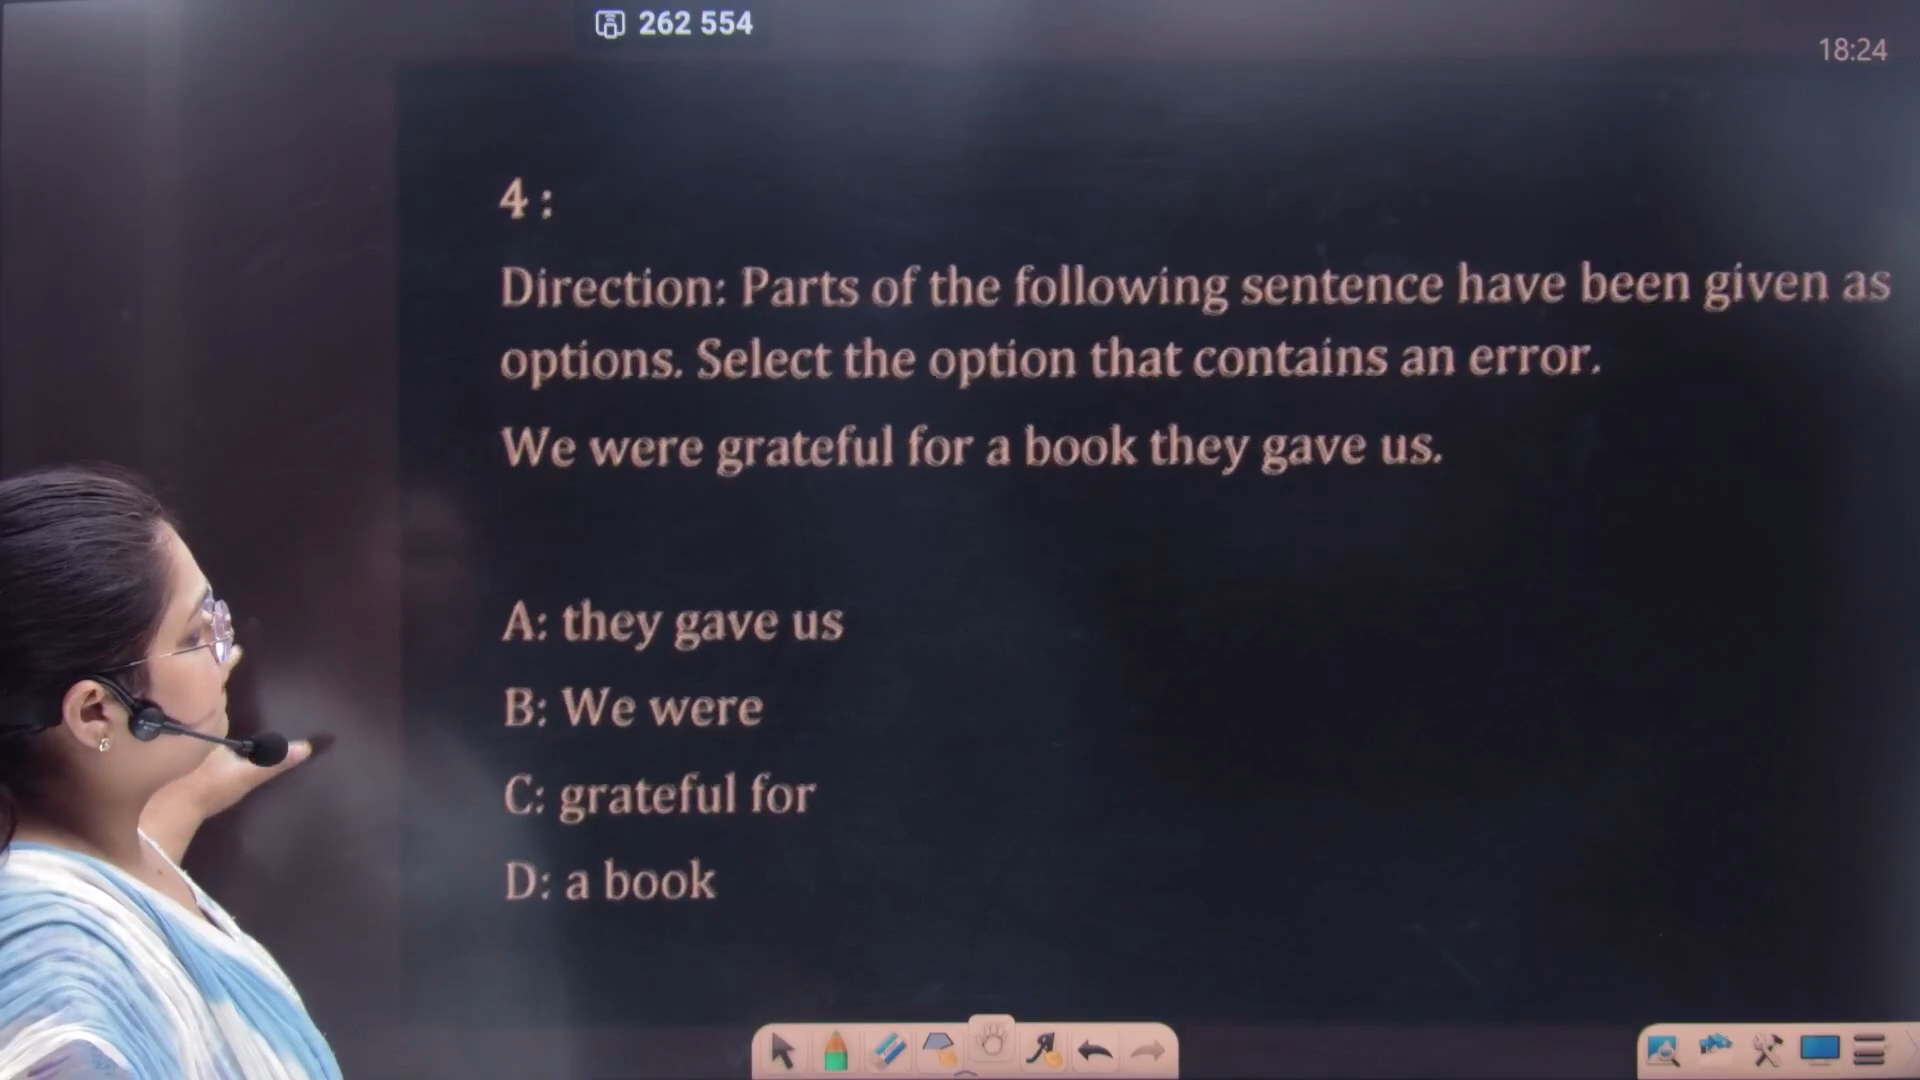 262 554
18:24
4 :
Direction: Parts of the following sentence have been given as
options. Select the option that contains an error.
We were grateful for a book they gave us.
A: they gave us
B: We were
C: grateful for
D: a book